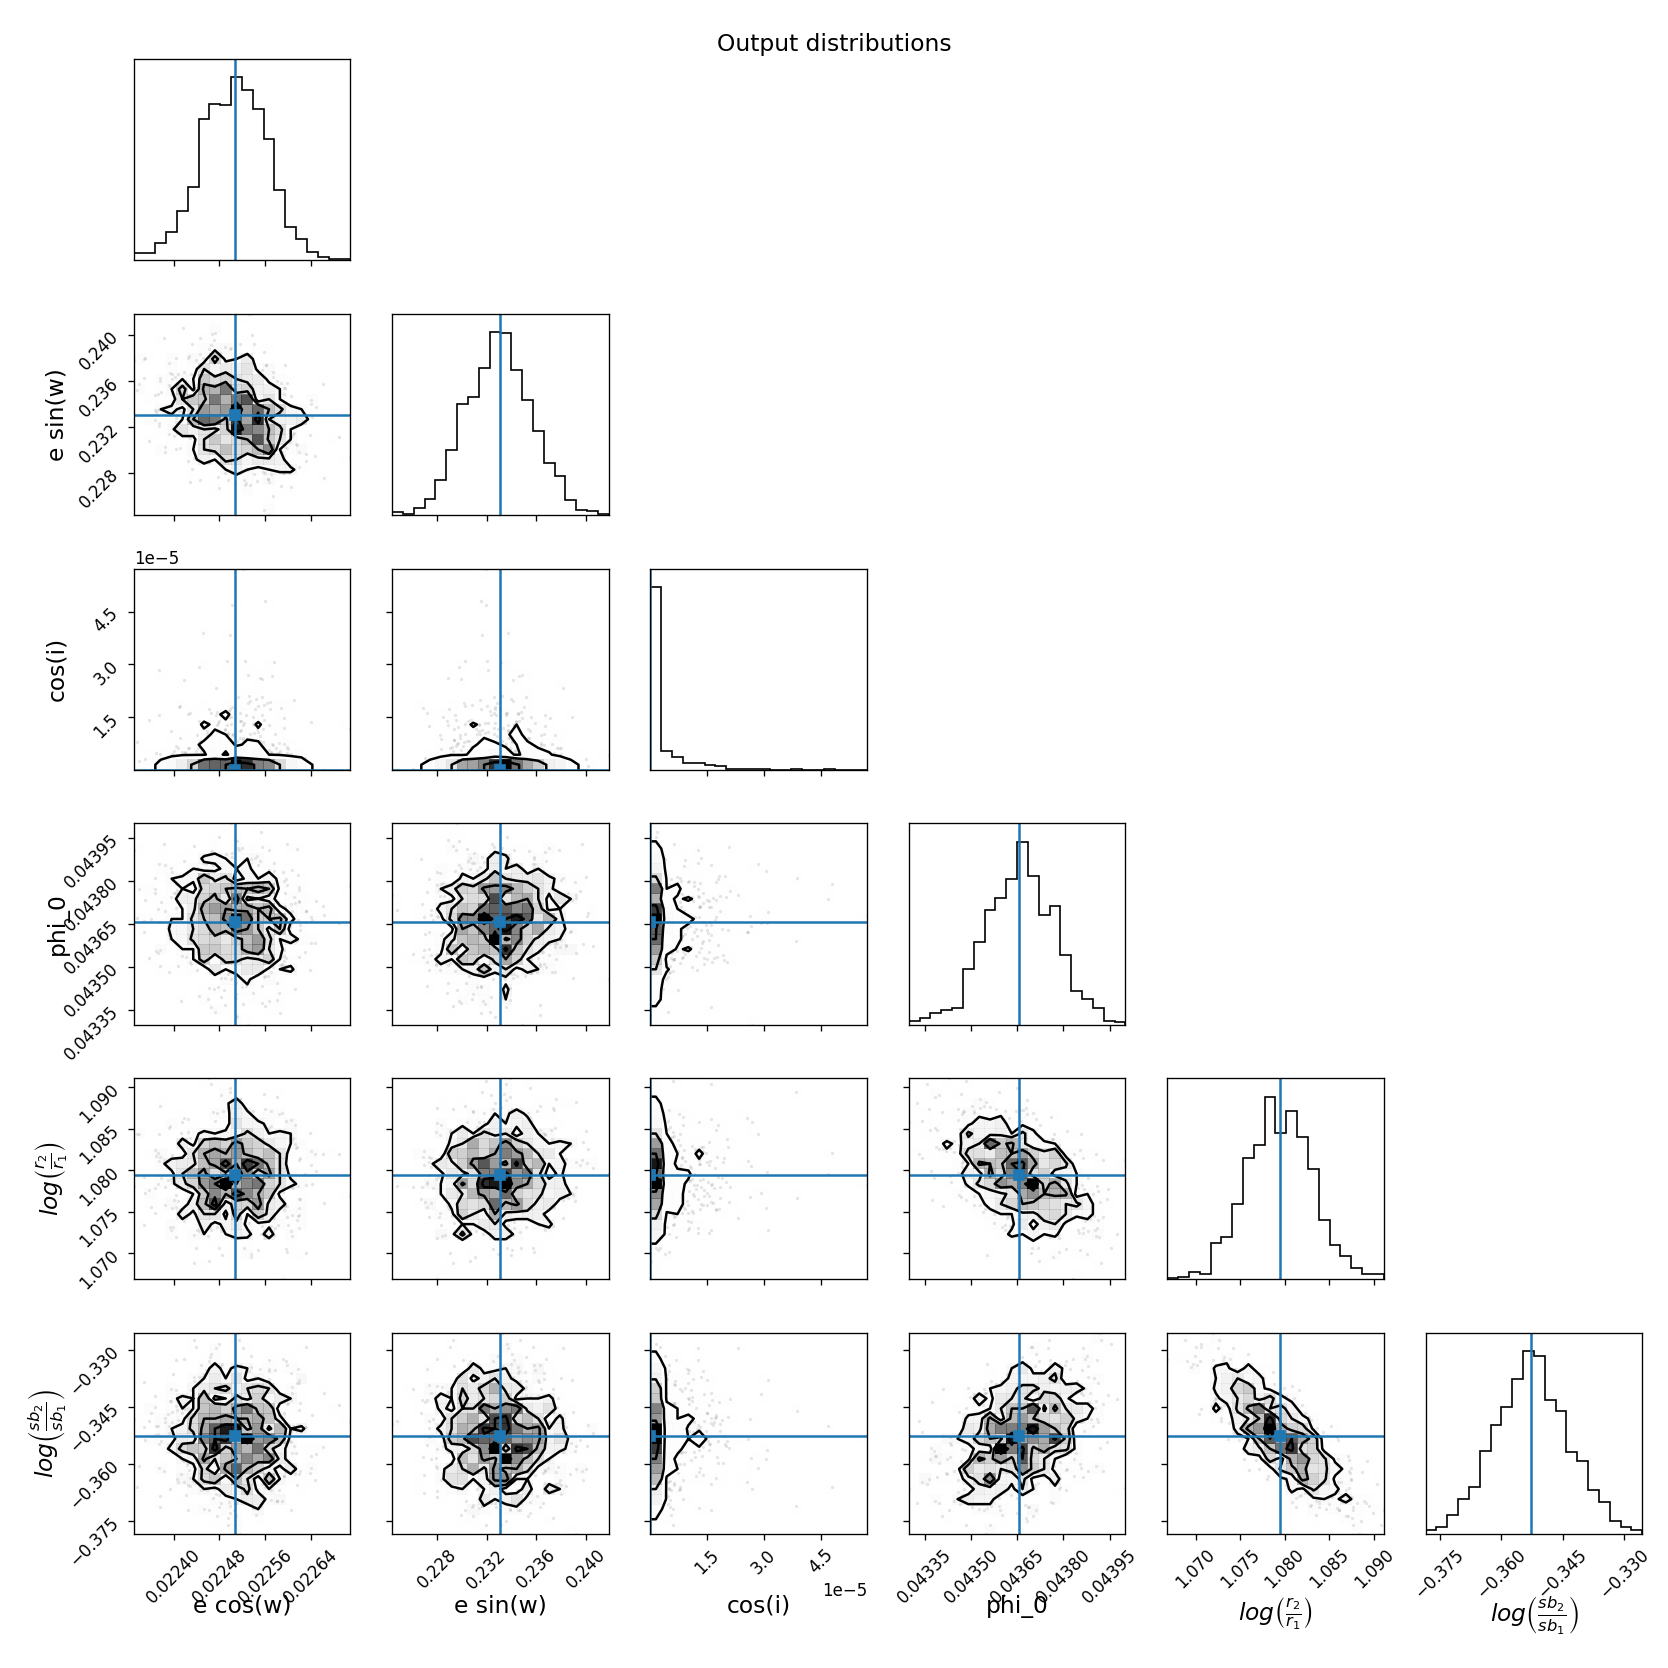 Output distributions
0.240
0.236
0.232
0.228
e sin(w)
1e−5
4.5
3.0
1.5
cos(i)
0.04395
0.04380
0.04365
0.04350
0.04335
phi_0
1.090
1.085
1.080
1.075
1.070
log(r₂/r₁)
−0.330
−0.345
−0.360
−0.375
log(sb₂/sb₁)
0.02240 0.02248 0.02256 0.02264 0.228 0.232 0.236 0.240 1.5 3.0 4.5 0.04335 0.04350 0.04365 0.04380 0.04395 1.070 1.075 1.080 1.085 1.090 −0.375 −0.360 −0.345 −0.330
1e−5
e cos(w) e sin(w) cos(i) phi_0 log(r₂/r₁) log(sb₂/sb₁)